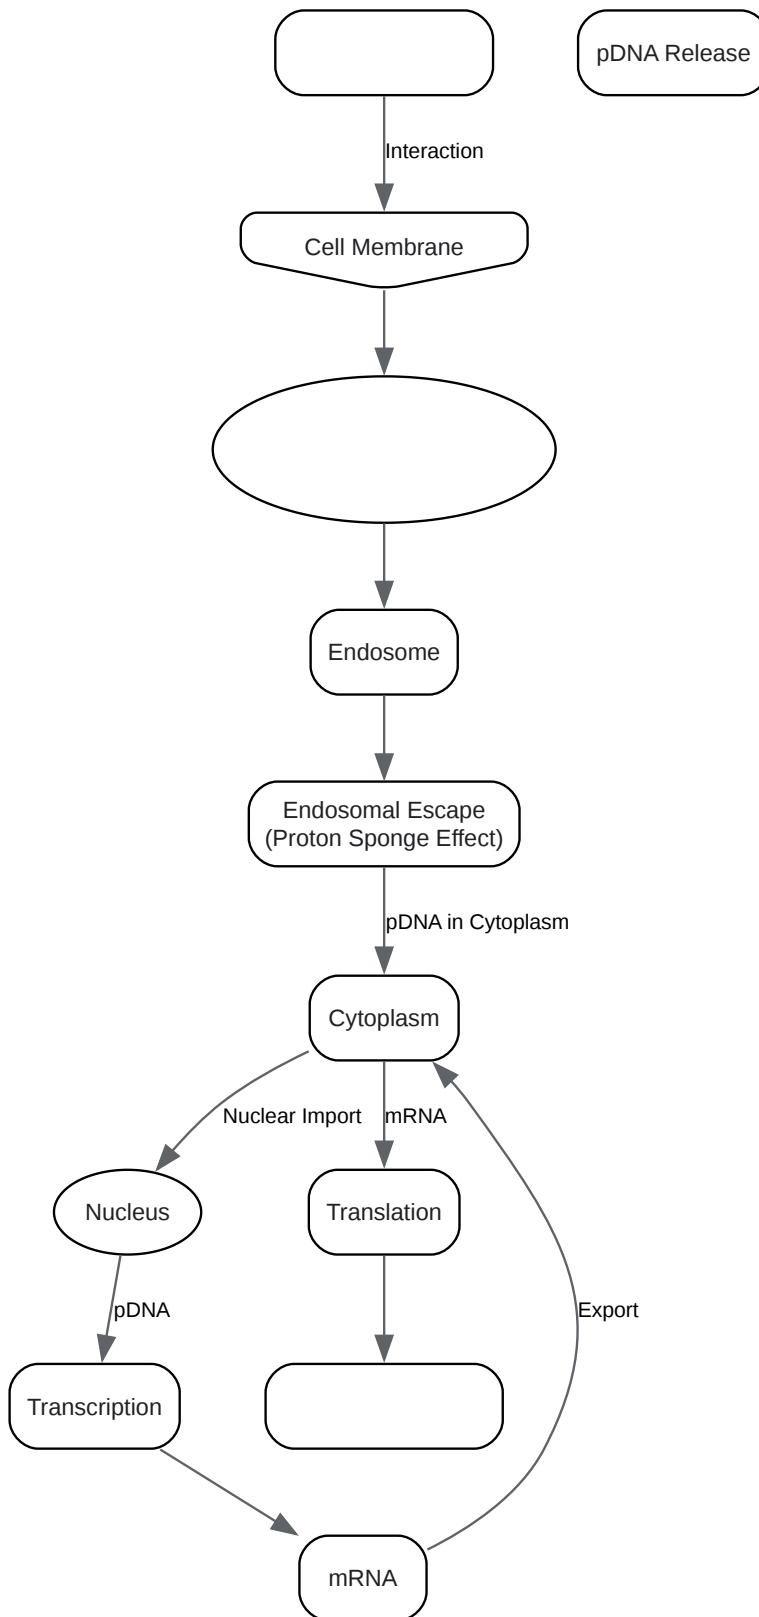 pDNA Release
Interaction
Cell Membrane
Endosome
Endosomal Escape
(Proton Sponge Effect)
pDNA in Cytoplasm
Cytoplasm
Nuclear Import
mRNA
Nucleus
Translation
pDNA
Export
Transcription
mRNA